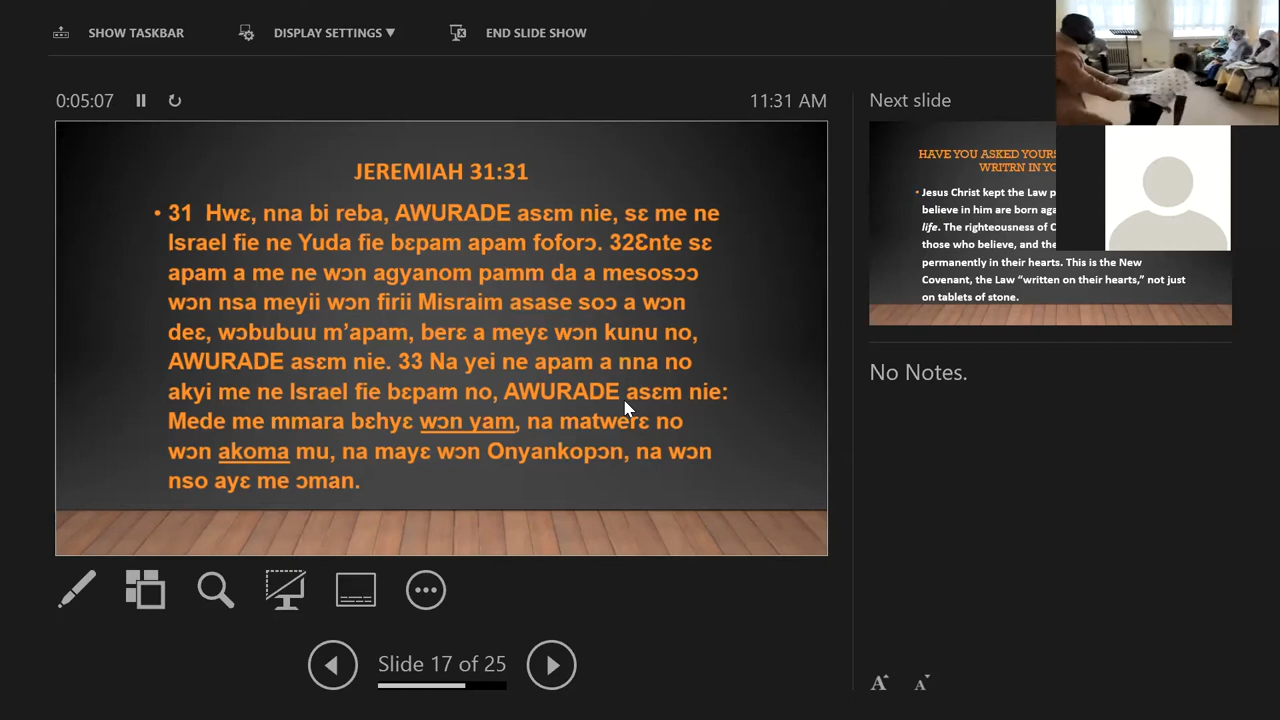 SHOW TASKBAR
DISPLAY SETTINGS ▼
END SLIDE SHOW
0:05:07
11:31 AM
JEREMIAH 31:31
• 31 Hwɛ, nna bi reba, AWURADE asɛm nie, sɛ me ne
Israel fie ne Yuda fie bɛpam apam foforɔ. 32Ɛnte sɛ
apam a me ne wɔn agyanom pamm da a mesosɔɔ
wɔn nsa meyii wɔn firii Misraim asase soɔ a wɔn
deɛ, wɔbubuu m’apam, berɛ a meyɛ wɔn kunu no,
AWURADE asɛm nie. 33 Na yei ne apam a nna no
akyi me ne Israel fie bɛpam no, AWURADE asɛm nie:
Mede me mmara bɛhyɛ wɔn yam, na matwerɛ no
wɔn akoma mu, na mayɛ wɔn Onyankopɔn, na wɔn
nso ayɛ me ɔman.
Slide 17 of 25
Next slide
HAVE YOU ASKED YOURS
WRITRN IN YO
• Jesus Christ kept the Law p
believe in him are born aga
life. The righteousness of C
those who believe, and the
permanently in their hearts. This is the New
Covenant, the Law “written on their hearts,” not just
on tablets of stone.
No Notes.
A A